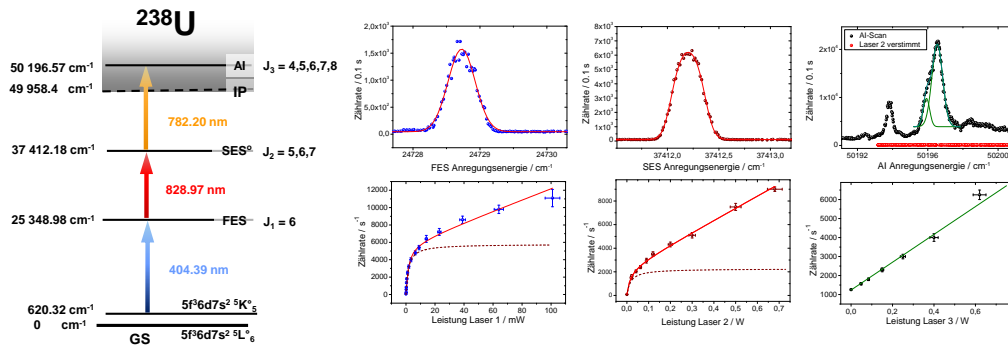 ²³⁸U
50 196.57 cm⁻¹ AI J₃ = 4,5,6,7,8
49 958.4 cm⁻¹ IP
782.20 nm
37 412.18 cm⁻¹ SES° J₂ = 5,6,7
828.97 nm
25 348.98 cm⁻¹ FES J₁ = 6
404.39 nm
620.32 cm⁻¹ 5f³6d7s² ⁵K°₅
0 cm⁻¹ 5f³6d7s² ⁵L°₆
GS
Zählrate / 0.1 s
2,0x10³
1,5x10³
1,0x10³
5,0x10²
0,0
24728 24729 24730
FES Anregungsenergie / cm⁻¹
Zählrate / 0.1 s
8x10³
7x10³
6x10³
5x10³
4x10³
3x10³
2x10³
1x10³
0
37412,0 37412,5 37413,0
SES Anregungsenergie / cm⁻¹
Zählrate / 0.1 s
AI-Scan
Laser 2 verstimmt
2x10⁴
1x10⁴
0
50192 50196 50200
AI Anregungsenergie / cm⁻¹
Zählrate / s⁻¹
12000
10000
8000
6000
4000
2000
0
0 20 40 60 80 100
Leistung Laser 1 / mW
Zählrate / s⁻¹
10000
8000
6000
4000
2000
0
0,0 0,1 0,2 0,3 0,4 0,5 0,6 0,7
Leistung Laser 2 / W
Zählrate / s⁻¹
6000
5000
4000
3000
2000
1000
0,0 0,2 0,4 0,6
Leistung Laser 3 / W